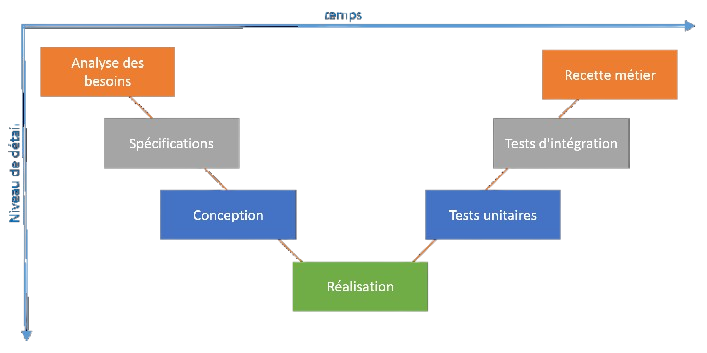 temps
Analyse des
besoins
Recette métier
Spécifications
Tests d'intégration
Niveau de détail
Conception
Tests unitaires
Réalisation